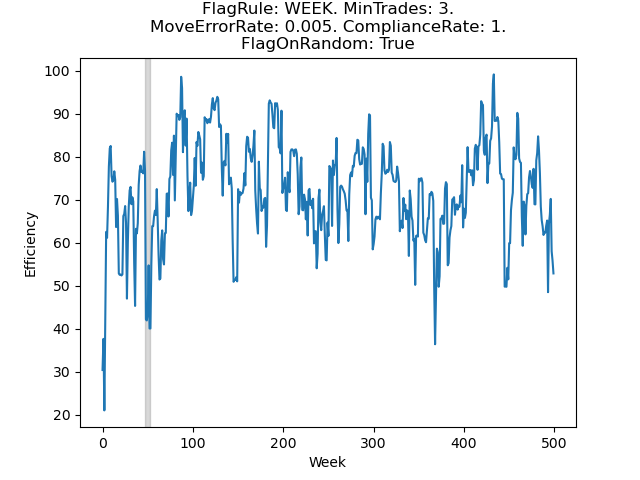 FlagRule: WEEK. MinTrades: 3.
MoveErrorRate: 0.005. ComplianceRate: 1.
FlagOnRandom: True
100
90
80
70
60
50
40
30
20
Efficiency
0 100 200 300 400 500
Week